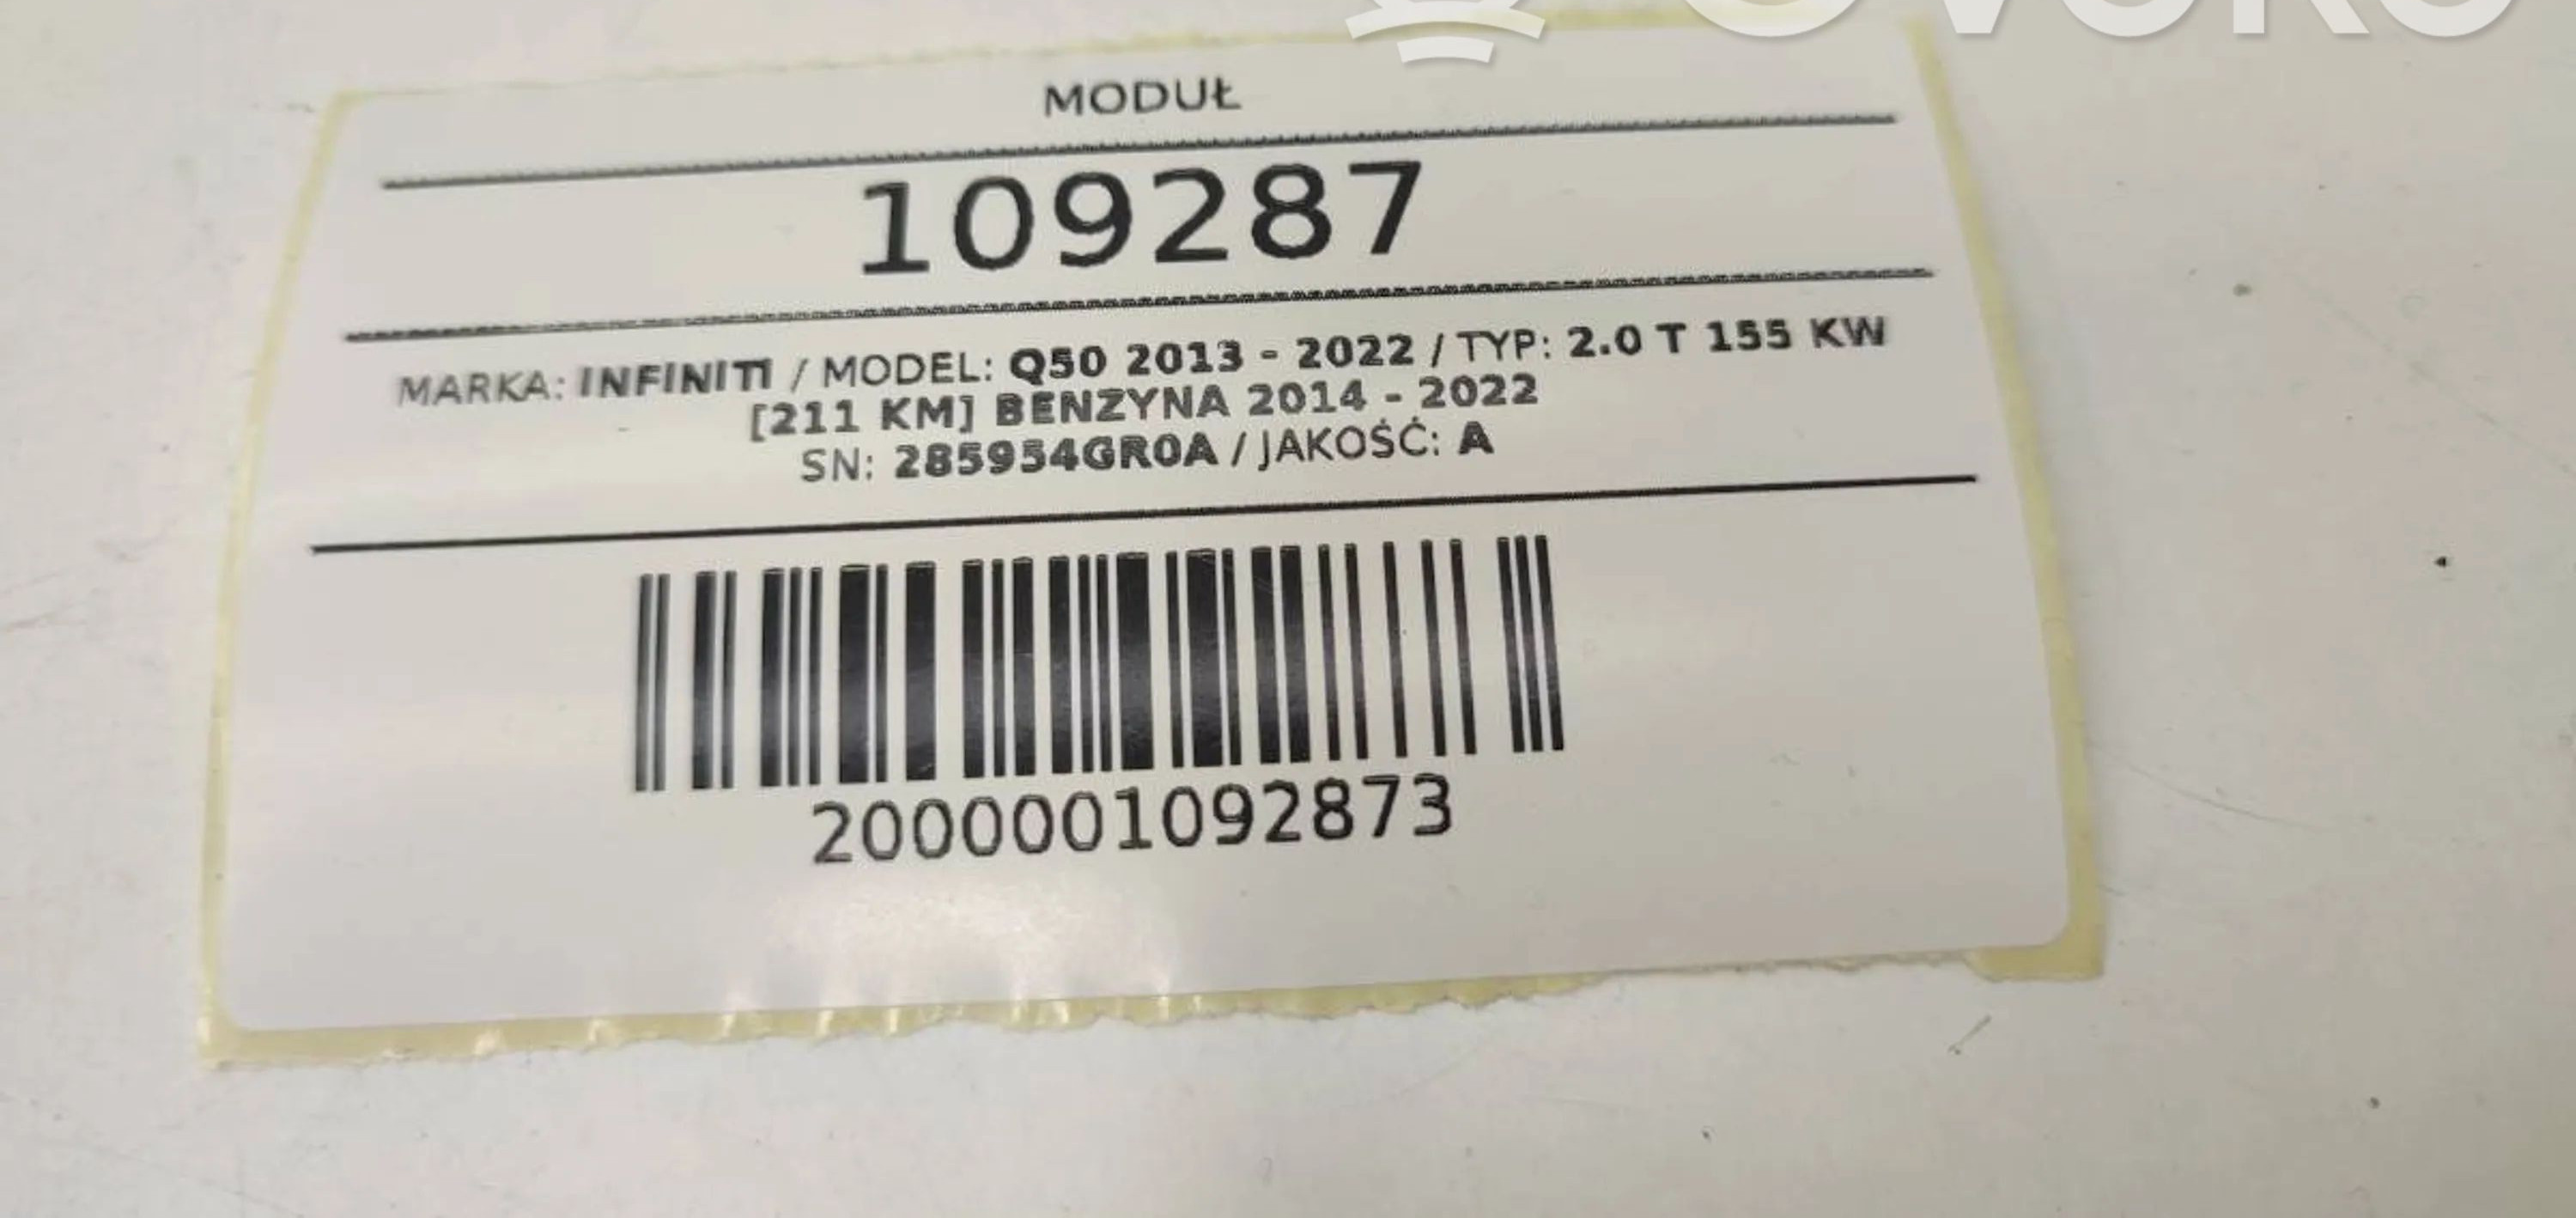 MODUŁ
109287
MARKA: INFINITI / MODEL: Q50 2013 - 2022 / TYP: 2.0 T 155 KW
[211 KM] BENZYNA 2014 - 2022
SN: 285954GR0A / JAKOŚĆ: A
2000001092873